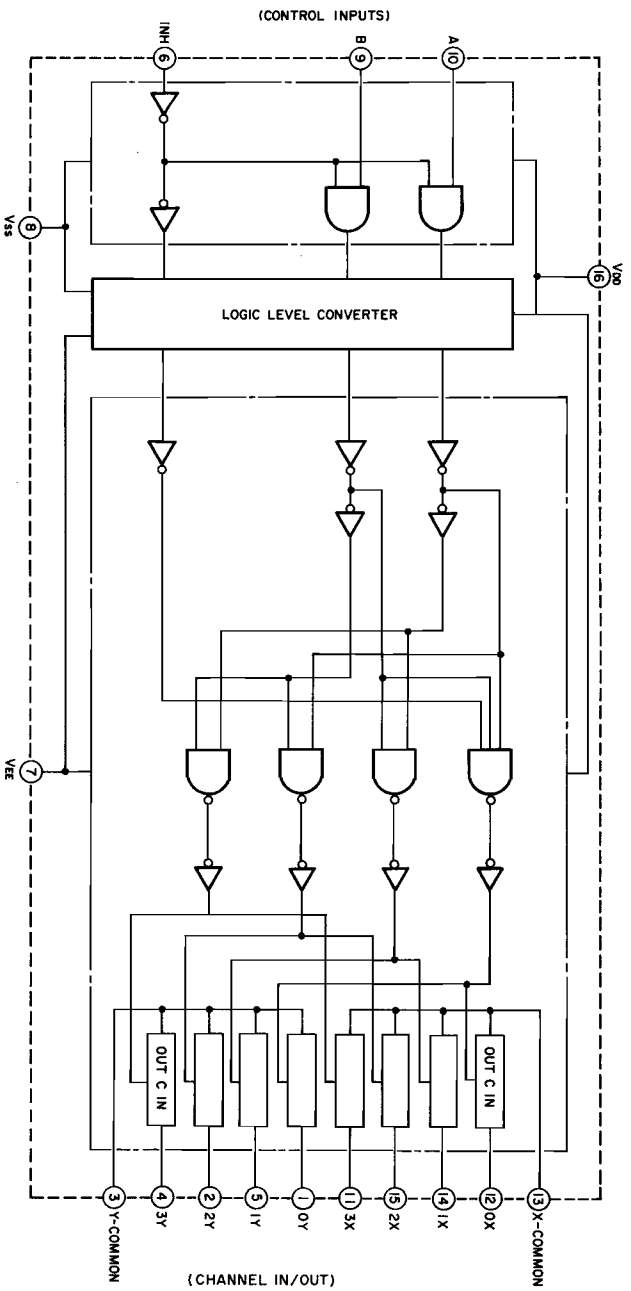 (CONTROL INPUTS)
INH
6
B
9
A
10
VSS
8
16
VDD
LOGIC LEVEL CONVERTER
VEE
7
OUT C IN
OUT C IN
3
Y-COMMON
4
3Y
2
2Y
5
1Y
1
0Y
11
3X
15
2X
14
1X
12
0X
13
X-COMMON
(CHANNEL IN/OUT)